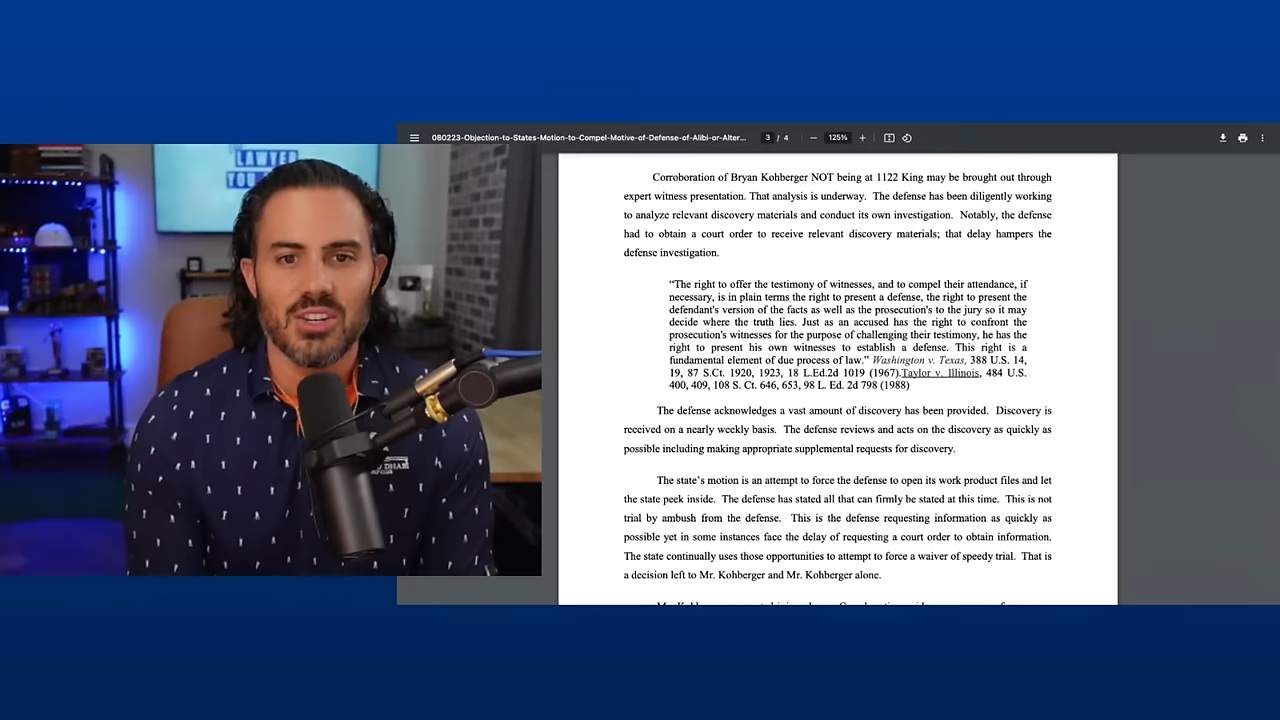 LAWYER
YOU
080223-Objection-to-States-Motion-to-Compel-Motive-of-Defense-of-Alibi-or-Alter...
3 / 4
125%
Corroboration of Bryan Kohberger NOT being at 1122 King may be brought out through
expert witness presentation. That analysis is underway. The defense has been diligently working
to analyze relevant discovery materials and conduct its own investigation. Notably, the defense
had to obtain a court order to receive relevant discovery materials; that delay hampers the
defense investigation.
“The right to offer the testimony of witnesses, and to compel their attendance, if
necessary, is in plain terms the right to present a defense, the right to present the
defendant's version of the facts as well as the prosecution's to the jury so it may
decide where the truth lies. Just as an accused has the right to confront the
prosecution's witnesses for the purpose of challenging their testimony, he has the
right to present his own witnesses to establish a defense. This right is a
fundamental element of due process of law.” Washington v. Texas, 388 U.S. 14,
19, 87 S.Ct. 1920, 1923, 18 L.Ed.2d 1019 (1967).Taylor v. Illinois, 484 U.S.
400, 409, 108 S. Ct. 646, 653, 98 L. Ed. 2d 798 (1988)
The defense acknowledges a vast amount of discovery has been provided. Discovery is
received on a nearly weekly basis. The defense reviews and acts on the discovery as quickly as
possible including making appropriate supplemental requests for discovery.
The state’s motion is an attempt to force the defense to open its work product files and let
the state peek inside. The defense has stated all that can firmly be stated at this time. This is not
trial by ambush from the defense. This is the defense requesting information as quickly as
possible yet in some instances face the delay of requesting a court order to obtain information.
The state continually uses those opportunities to attempt to force a waiver of speedy trial. That is
a decision left to Mr. Kohberger and Mr. Kohberger alone.